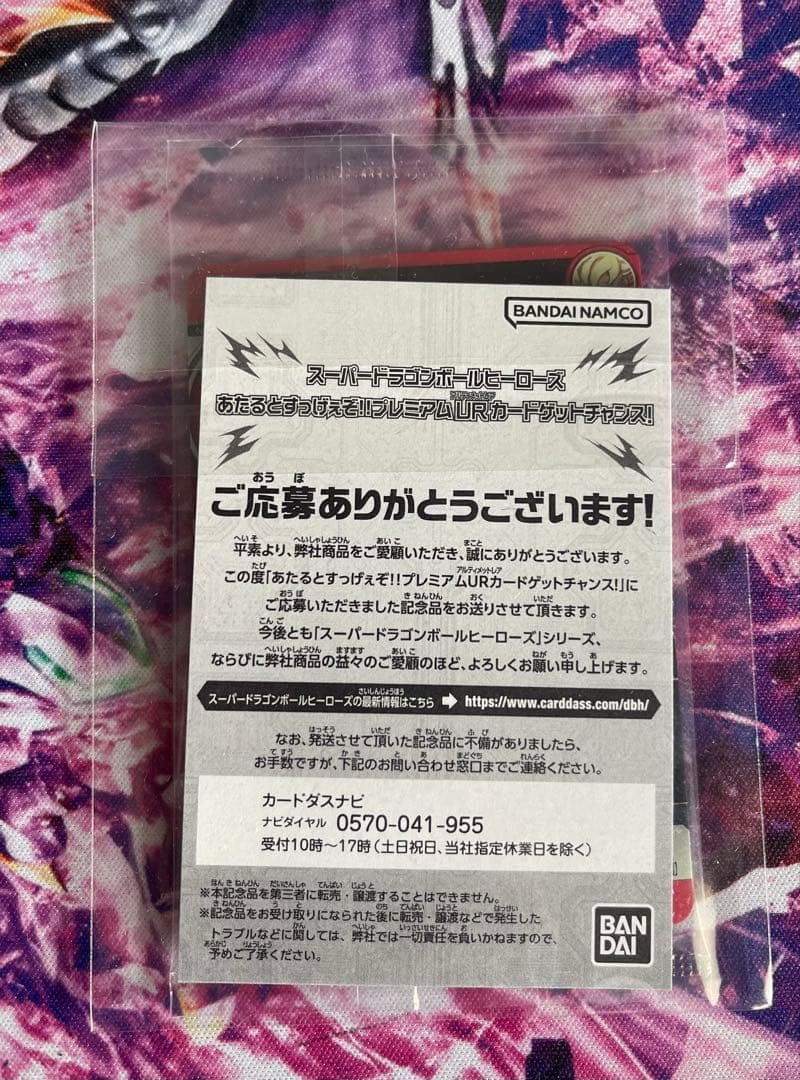 BANDAI NAMCO
スーパードラゴンボールヒーローズ
あたるとすっげぇぞ!!プレミアムURカードゲットチャンス!
おうぼ
ご応募ありがとうございます!
へいそ へいしゃしょうひん あいこ まこと
平素より、弊社商品をご愛顧いただき、誠にありがとうございます。
たび アルティメットレア
この度「あたるとすっげぇぞ!!プレミアムURカードゲットチャンス!」に
おうぼ きねんひん おく いただ
ご応募いただきました記念品をお送りさせて頂きます。
こんご
今後とも「スーパードラゴンボールヒーローズ」シリーズ、
へいしゃしょうひん ますます あいこ ねが もう あ
ならびに弊社商品の益々のご愛顧のほど、よろしくお願い申し上げます。
さいしんじょうほう
スーパードラゴンボールヒーローズの最新情報はこちら ➡ https://www.carddass.com/dbh/
はっそう いただ きねんひん ふび
なお、発送させて頂いた記念品に不備がありましたら、
てすう かき と あ まどぐち れんらく
お手数ですが、下記のお問い合わせ窓口までご連絡ください。
カードダスナビ
ナビダイヤル 0570-041-955
受付10時〜17時(土日祝日、当社指定休業日を除く)
ほんきねんひん だいさんしゃ てんばい じょうと
※本記念品を第三者に転売・譲渡することはできません。
きねんひん う と のち てんばい じょうと はっせい
※記念品をお受け取りになられた後に転売・譲渡などで発生した
かん へいしゃ いっさいせきにん お
トラブルなどに関しては、弊社では一切責任を負いかねますので、
あらかじ りょうしょう
予めご了承ください。
BAN
DAI